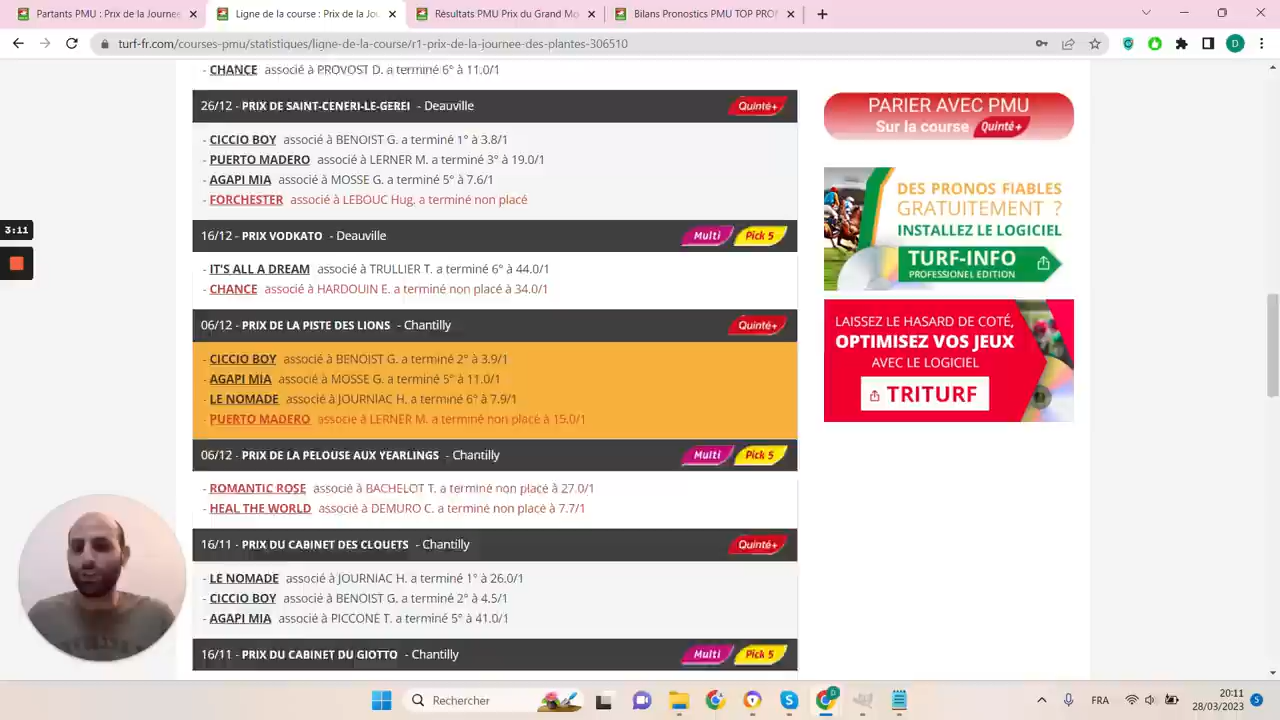 Partants PMU : Prix de la Jou
Ligne de course : Prix de la Jou
Résultats PMU : Prix du Grand Mo
Bilans Pronostics PMU TOP PROI
turf-fr.com/courses-pmu/statistiques/ligne-de-course/r1-prix-de-la-journee-des-plantes-306510
D
- CHANCE associé à PROVOST D. a terminé 6° à 11.0/1
26/12 - PRIX DE SAINT-CENERI-LE-GEREI - Deauville Quinté+
- CICCIO BOY associé à BENOIST G. a terminé 1° à 3.8/1
- PUERTO MADERO associé à LERNER M. a terminé 3° à 19.0/1
- AGAPI MIA associé à MOSSE G. a terminé 5° à 7.6/1
- FORCHESTER associé à LEBOUC Hug. a terminé non placé
16/12 - PRIX VODKATO - Deauville Multi Pick 5
- IT'S ALL A DREAM associé à TRULLIER T. a terminé 6° à 44.0/1
- CHANCE associé à HARDOUIN E. a terminé non placé à 34.0/1
06/12 - PRIX DE LA PISTE DES LIONS - Chantilly Quinté+
- CICCIO BOY associé à BENOIST G. a terminé 2° à 3.9/1
- AGAPI MIA associé à MOSSE G. a terminé 5° à 11.0/1
- LE NOMADE associé à JOURNIAC H. a terminé 6° à 7.9/1
- PUERTO MADERO associé à LERNER M. a terminé non placé à 15.0/1
06/12 - PRIX DE LA PELOUSE AUX YEARLINGS - Chantilly Multi Pick 5
- ROMANTIC ROSE associé à BACHELOT T. a terminé non placé à 27.0/1
- HEAL THE WORLD associé à DEMURO C. a terminé non placé à 7.7/1
16/11 - PRIX DU CABINET DES CLOUETS - Chantilly Quinté+
- LE NOMADE associé à JOURNIAC H. a terminé 1° à 26.0/1
- CICCIO BOY associé à BENOIST G. a terminé 2° à 4.5/1
- AGAPI MIA associé à PICCONE T. a terminé 5° à 41.0/1
16/11 - PRIX DU CABINET DU GIOTTO - Chantilly Multi Pick 5
PARIER AVEC PMU
Sur la course Quinté+
DES PRONOS FIABLES
GRATUITEMENT ?
INSTALLEZ LE LOGICIEL
TURF-INFO
PROFESSIONEL EDITION
LAISSEZ LE HASARD DE COTÉ,
OPTIMISEZ VOS JEUX
AVEC LE LOGICIEL
TRITURF
3:11
Rechercher
FRA
20:11
28/03/2023
5